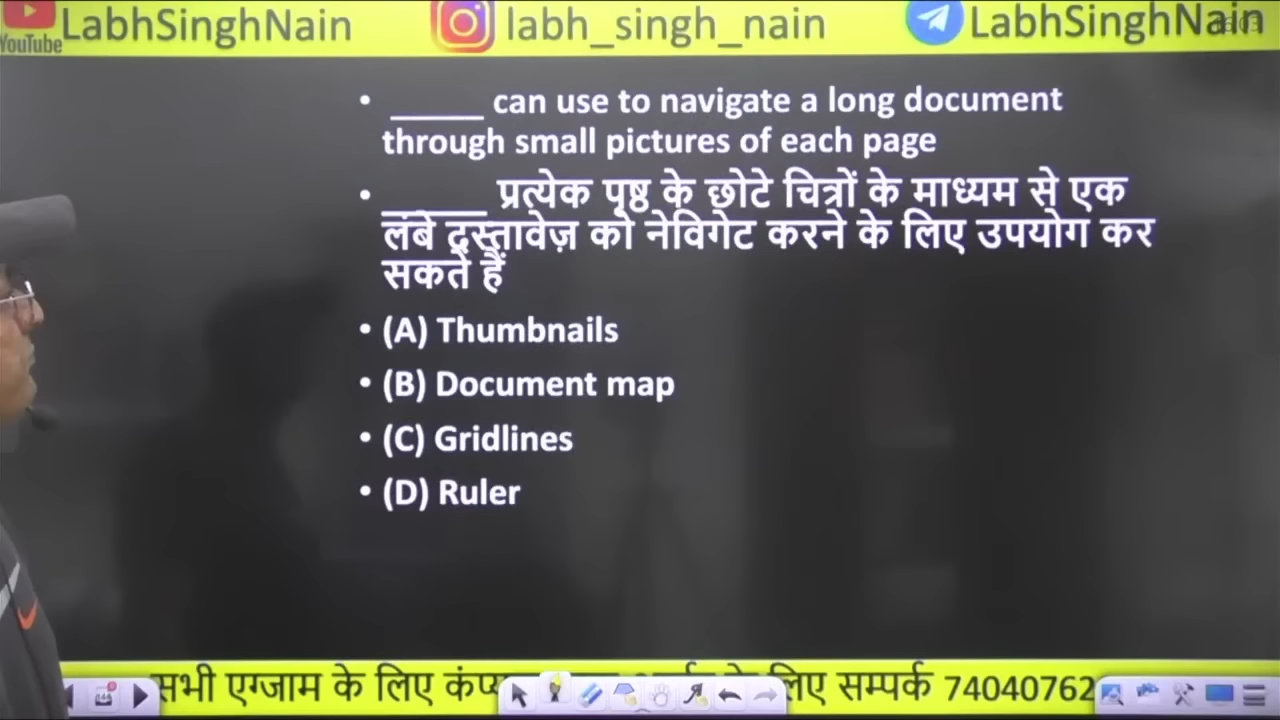 YouTube LabhSinghNain labh_singh_nain LabhSinghNain
• _____ can use to navigate a long document
through small pictures of each page
• ______ प्रत्येक पृष्ठ के छोटे चित्रों के माध्यम से एक
लंबे दस्तावेज़ को नेविगेट करने के लिए उपयोग कर
सकते हैं
• (A) Thumbnails
• (B) Document map
• (C) Gridlines
• (D) Ruler
सभी एग्जाम के लिए लिए सम्पर्क 74040762